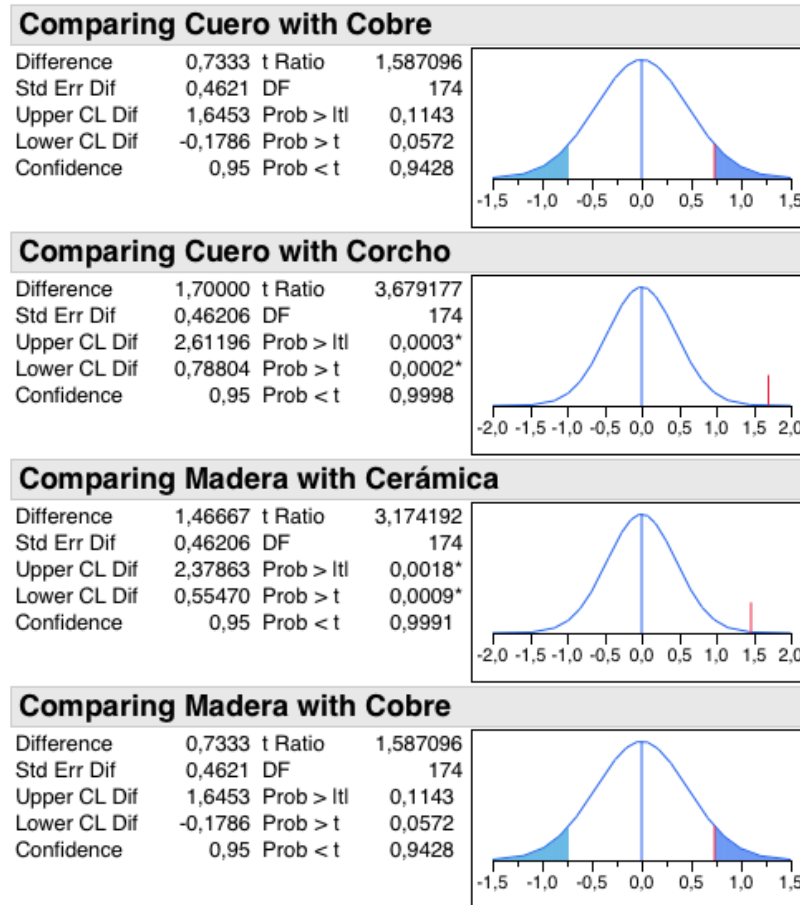 Comparing Cuero with Cobre
Difference 0,7333 t Ratio 1,587096
Std Err Dif 0,4621 DF 174
Upper CL Dif 1,6453 Prob > |t| 0,1143
Lower CL Dif -0,1786 Prob > t 0,0572
Confidence 0,95 Prob < t 0,9428
-1,5 -1,0 -0,5 0,0 0,5 1,0 1,5
Comparing Cuero with Corcho
Difference 1,70000 t Ratio 3,679177
Std Err Dif 0,46206 DF 174
Upper CL Dif 2,61196 Prob > |t| 0,0003*
Lower CL Dif 0,78804 Prob > t 0,0002*
Confidence 0,95 Prob < t 0,9998
-2,0 -1,5 -1,0 -0,5 0,0 0,5 1,0 1,5 2,0
Comparing Madera with Cerámica
Difference 1,46667 t Ratio 3,174192
Std Err Dif 0,46206 DF 174
Upper CL Dif 2,37863 Prob > |t| 0,0018*
Lower CL Dif 0,55470 Prob > t 0,0009*
Confidence 0,95 Prob < t 0,9991
-2,0 -1,5 -1,0 -0,5 0,0 0,5 1,0 1,5 2,0
Comparing Madera with Cobre
Difference 0,7333 t Ratio 1,587096
Std Err Dif 0,4621 DF 174
Upper CL Dif 1,6453 Prob > |t| 0,1143
Lower CL Dif -0,1786 Prob > t 0,0572
Confidence 0,95 Prob < t 0,9428
-1,5 -1,0 -0,5 0,0 0,5 1,0 1,5